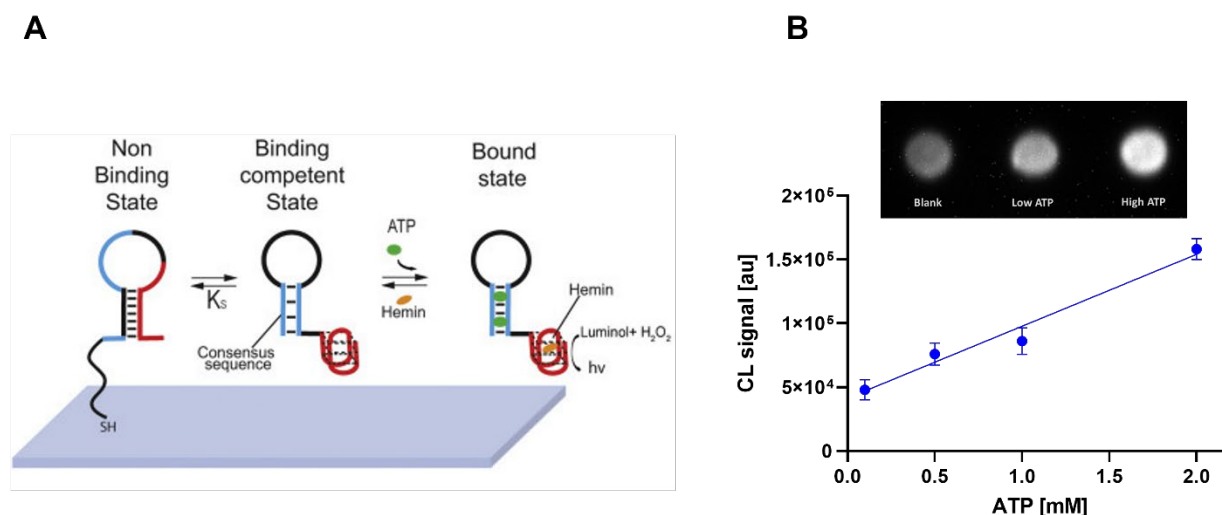 A
B
Non
Binding
State
Binding
competent
State
Bound
state
Ks
ATP
Hemin
Consensus
sequence
Hemin
Luminol+ H₂O₂
hν
SH
Blank
Low ATP
High ATP
2×10⁵
1.5×10⁵
1×10⁵
5×10⁴
0
CL signal [au]
0.0
0.5
1.0
1.5
2.0
ATP [mM]